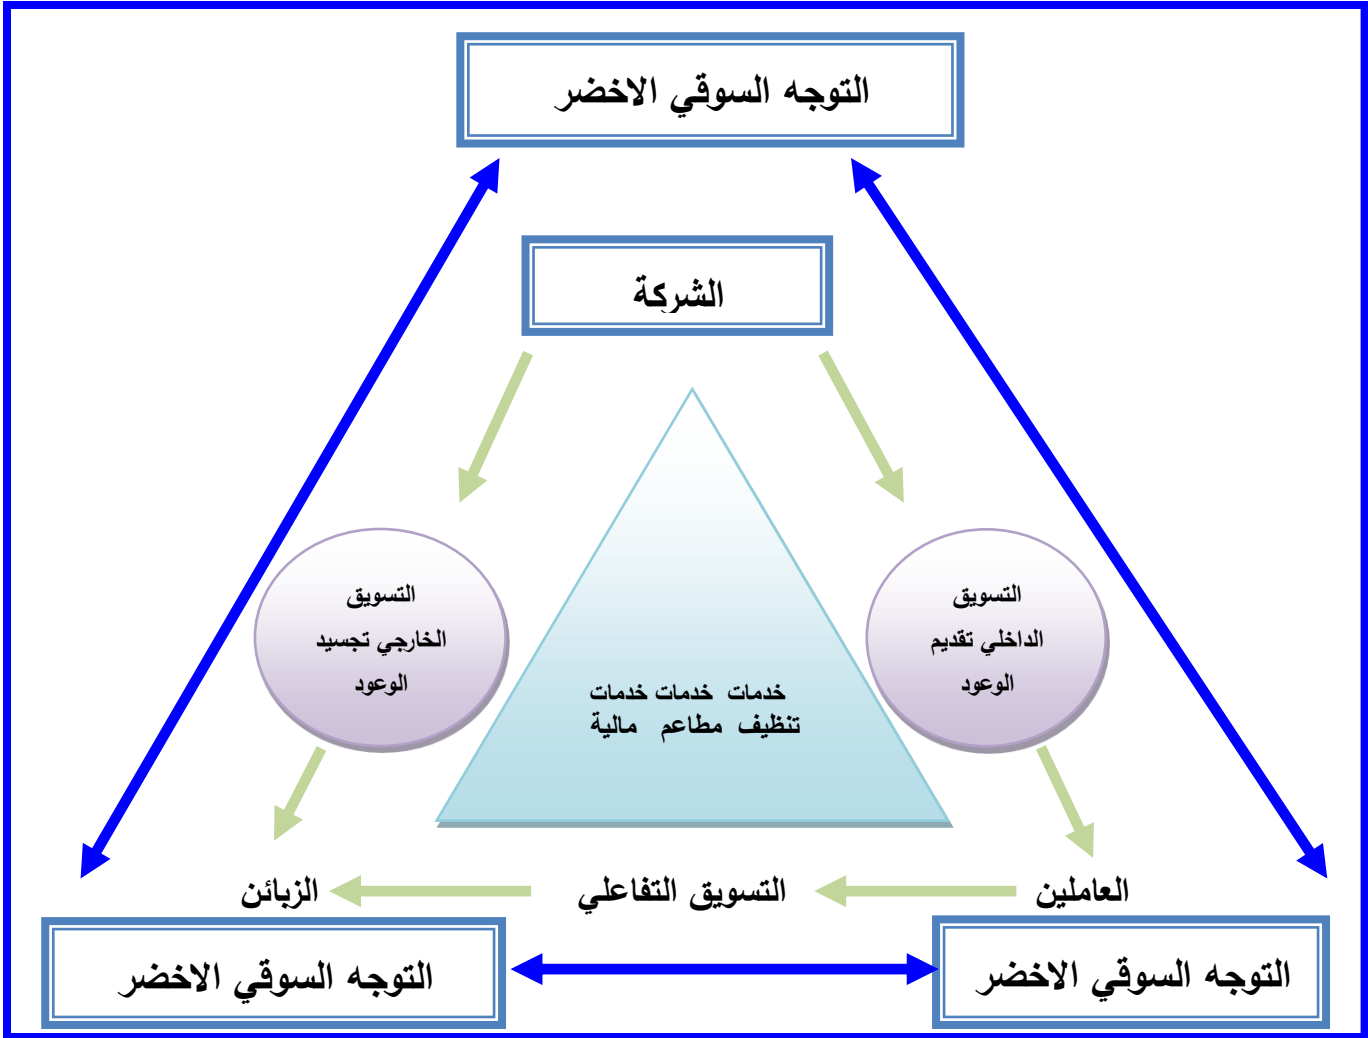 التوجه السوقي الاخضر
الشركة
التسويق
الداخلي تقديم
الوعود
التسويق
الخارجي تجسيد
الوعود
خدمات خدمات خدمات
تنظيف مطاعم مالية
العاملين
التسويق التفاعلي
الزبائن
التوجه السوقي الاخضر
التوجه السوقي الاخضر